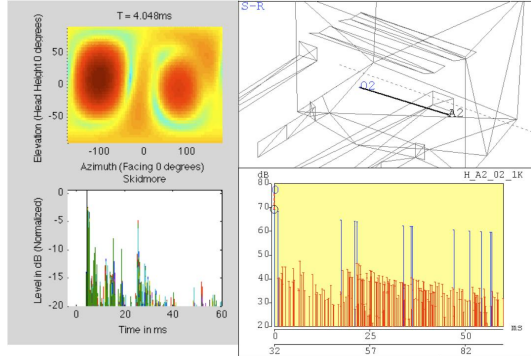 T = 4.048ms
Elevation (Head Height 0 degrees)
50
0
-50
-100
0
100
Azimuth (Facing 0 degrees)
Skidmore
Level in dB (Normalized)
0
-5
-10
-15
-20
0
20
40
60
Time in ms
S-R
02
A2
dB
H_A2_02_1K
80
70
60
50
40
30
20
0
25
50
ms
32
57
82